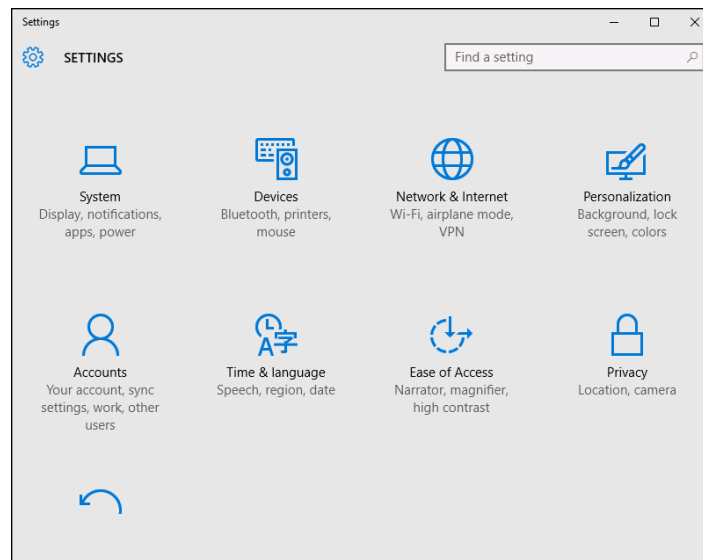 Settings
SETTINGS
Find a setting
System
Display, notifications,
apps, power
Devices
Bluetooth, printers,
mouse
Network & Internet
Wi-Fi, airplane mode,
VPN
Personalization
Background, lock
screen, colors
Accounts
Your account, sync
settings, work, other
users
Time & language
Speech, region, date
Ease of Access
Narrator, magnifier,
high contrast
Privacy
Location, camera